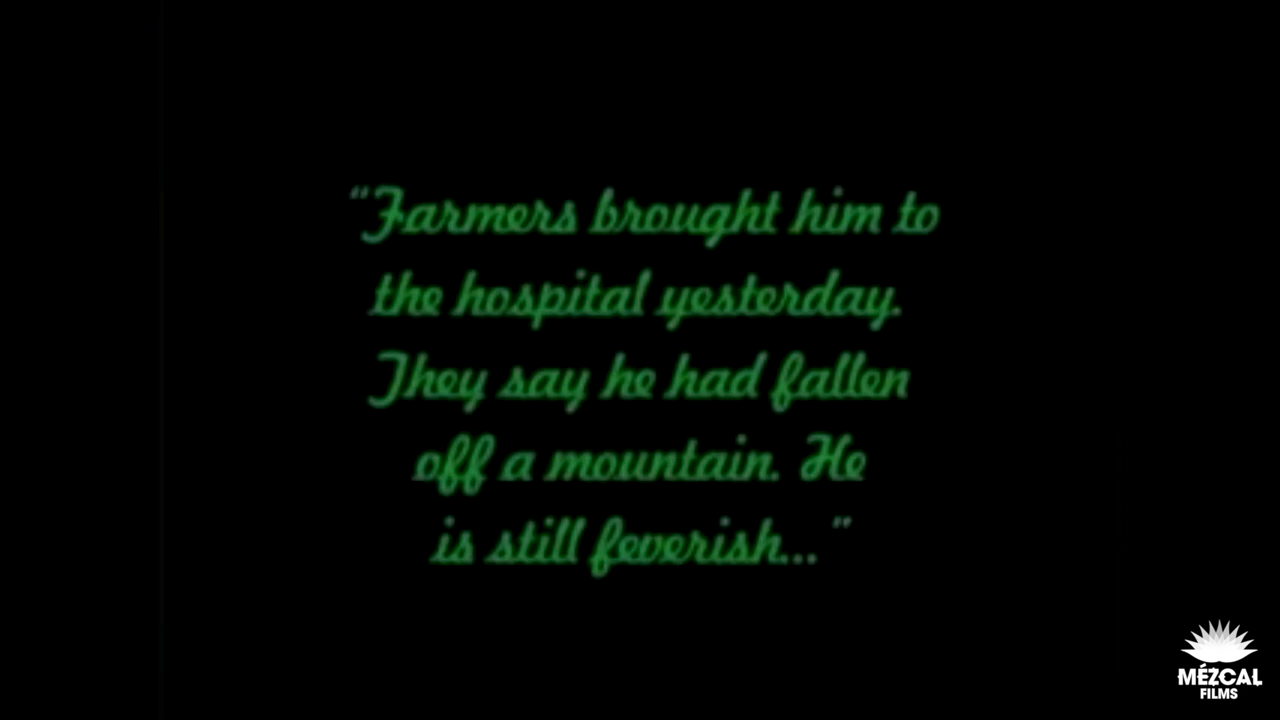 “Farmers brought him to
the hospital yesterday.
They say he had fallen
off a mountain. He
is still feverish...”
MÉZCAL
FILMS